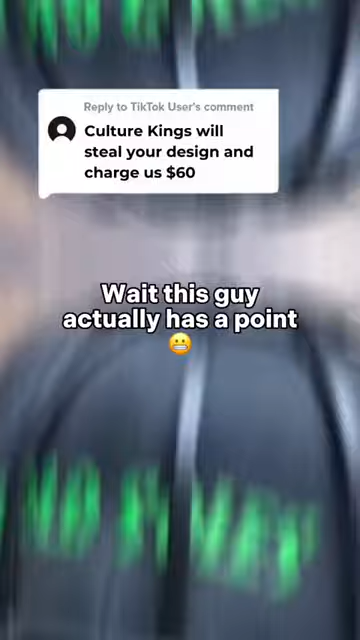 Reply to TikTok User's comment
Culture Kings will
steal your design and
charge us $60
Wait this guy
actually has a point
😬